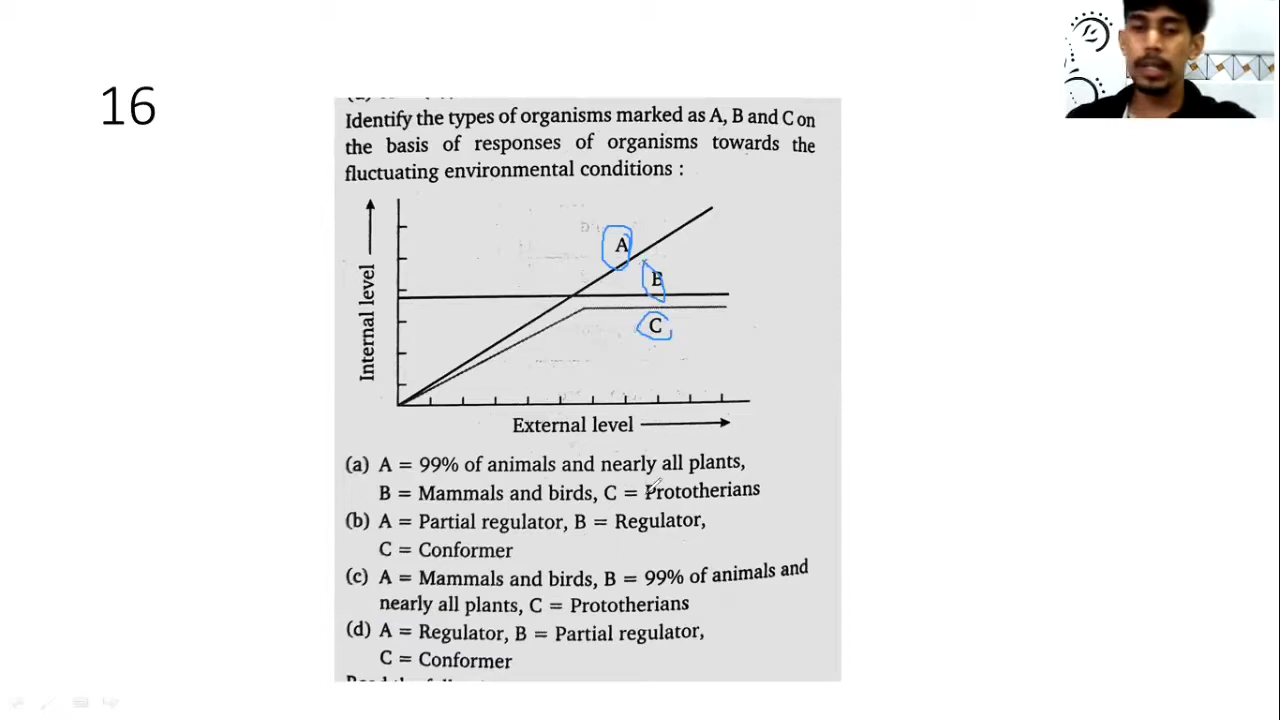 16
Identify the types of organisms marked as A, B and C on
the basis of responses of organisms towards the
fluctuating environmental conditions :
A
B
C
Internal level
External level
(a) A = 99% of animals and nearly all plants,
B = Mammals and birds, C = Prototherians
(b) A = Partial regulator, B = Regulator,
C = Conformer
(c) A = Mammals and birds, B = 99% of animals and
nearly all plants, C = Prototherians
(d) A = Regulator, B = Partial regulator,
C = Conformer